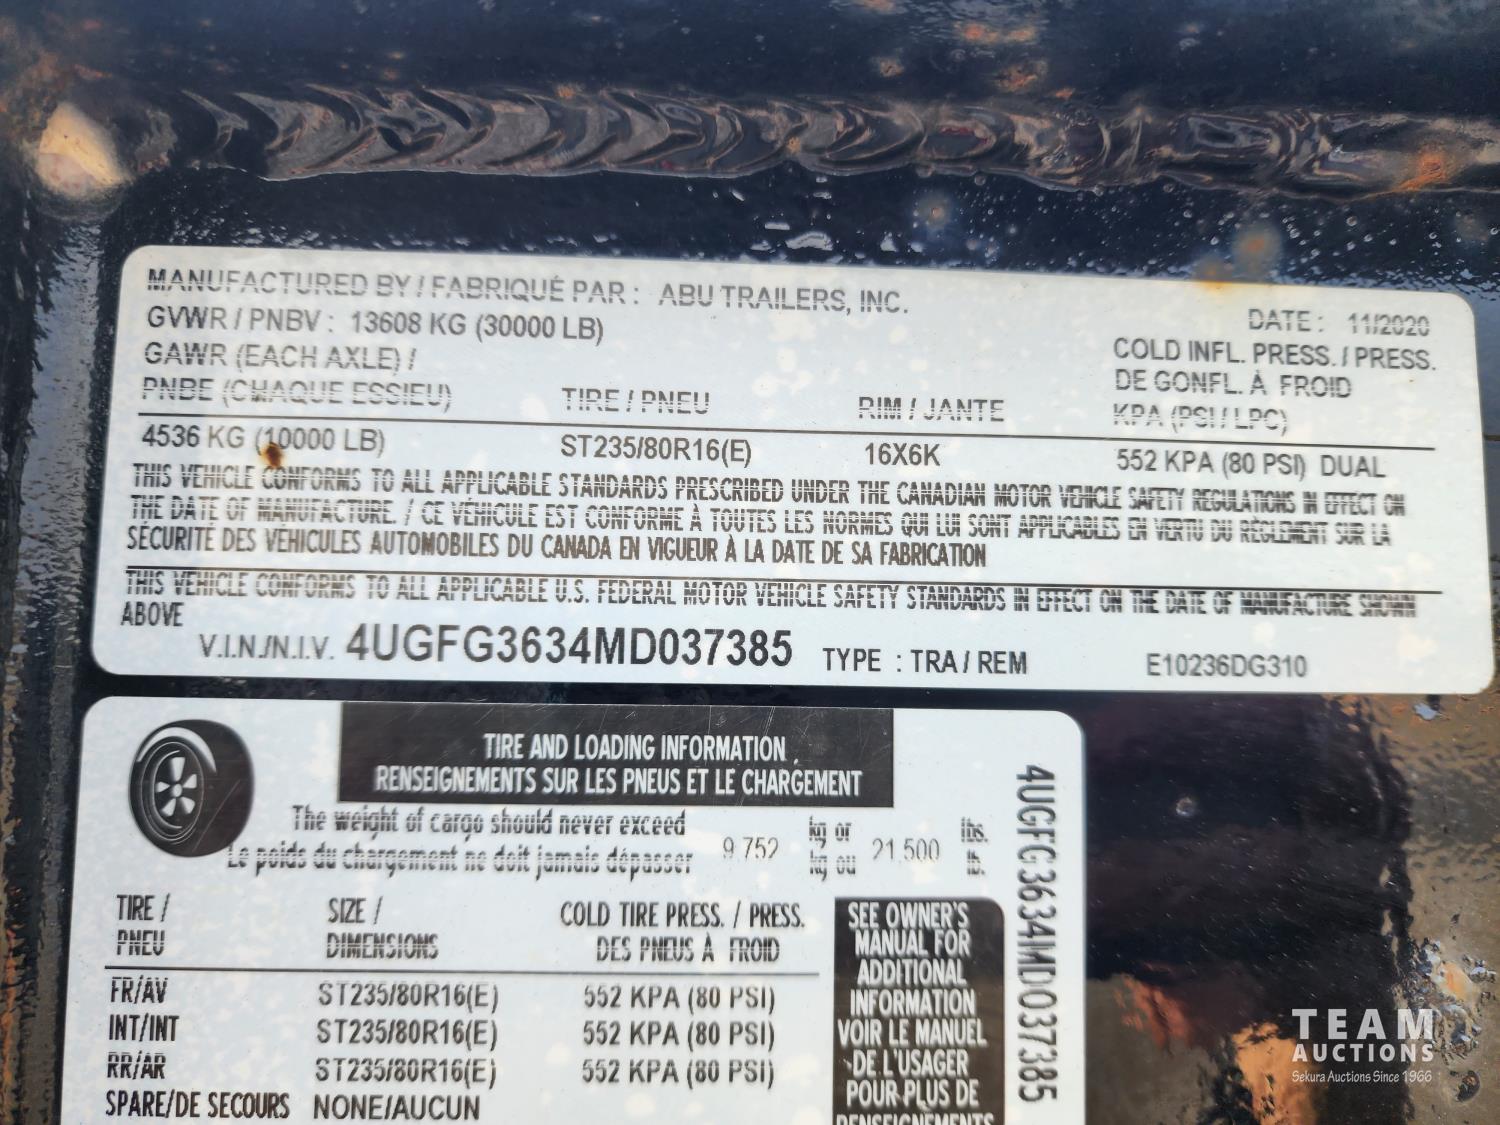 MANUFACTURED BY / FABRIQUÉ PAR : ABU TRAILERS, INC.
DATE : 11/2020
GVWR / PNBV : 13608 KG (30000 LB)
GAWR (EACH AXLE) /
PNBE (CHAQUE ESSIEU)
TIRE / PNEU
RIM / JANTE
COLD INFL. PRESS. / PRESS.
DE GONFL. À FROID
KPA (PSI / LPC)
4536 KG (10000 LB) ST235/80R16(E) 16X6K 552 KPA (80 PSI) DUAL
THIS VEHICLE CONFORMS TO ALL APPLICABLE STANDARDS PRESCRIBED UNDER THE CANADIAN MOTOR VEHICLE SAFETY REGULATIONS IN EFFECT ON
THE DATE OF MANUFACTURE. / CE VÉHICULE EST CONFORME À TOUTES LES NORMES QUI LUI SONT APPLICABLES EN VERTU DU RÈGLEMENT SUR LA
SÉCURITÉ DES VÉHICULES AUTOMOBILES DU CANADA EN VIGUEUR À LA DATE DE SA FABRICATION
THIS VEHICLE CONFORMS TO ALL APPLICABLE U.S. FEDERAL MOTOR VEHICLE SAFETY STANDARDS IN EFFECT ON THE DATE OF MANUFACTURE SHOWN
ABOVE
V.I.N./N.I.V. 4UGFG3634MD037385 TYPE : TRA / REM E10236DG310
TIRE AND LOADING INFORMATION
RENSEIGNEMENTS SUR LES PNEUS ET LE CHARGEMENT
The weight of cargo should never exceed
Le poids du chargement ne doit jamais dépasser
9,752
kg or
kg ou
21,500
lbs.
lb.
TIRE /
PNEU
SIZE /
DIMENSIONS
COLD TIRE PRESS. / PRESS.
DES PNEUS À FROID
FR/AV ST235/80R16(E) 552 KPA (80 PSI)
INT/INT ST235/80R16(E) 552 KPA (80 PSI)
RR/AR ST235/80R16(E) 552 KPA (80 PSI)
SPARE/DE SECOURS NONE/AUCUN
SEE OWNER'S
MANUAL FOR
ADDITIONAL
INFORMATION
VOIR LE MANUEL
DE L'USAGER
POUR PLUS DE
RENSEIGNEMENTS
4UGFG3634MD037385
TEAM
AUCTIONS
Sekura Auctions Since 1966